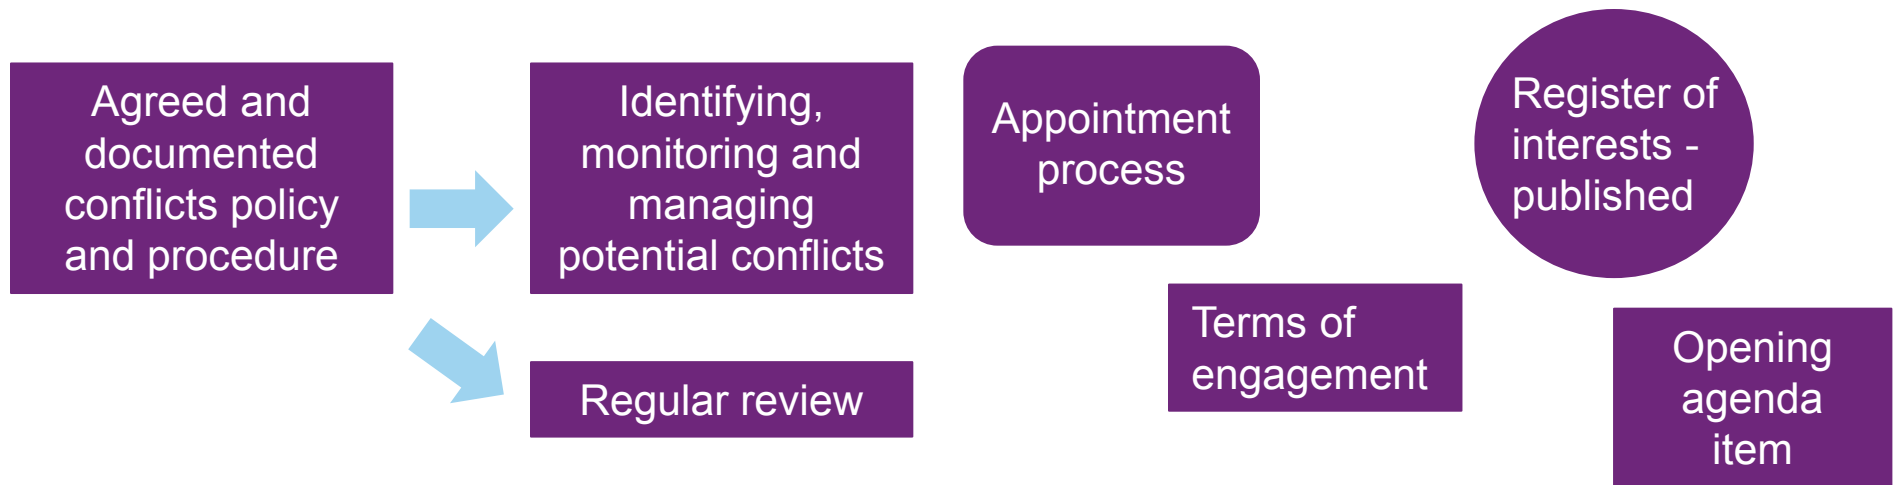 Agreed and
documented
conflicts policy
and procedure
Identifying,
monitoring and
managing
potential conflicts
Regular review
Appointment
process
Terms of
engagement
Register of
interests -
published
Opening
agenda
item